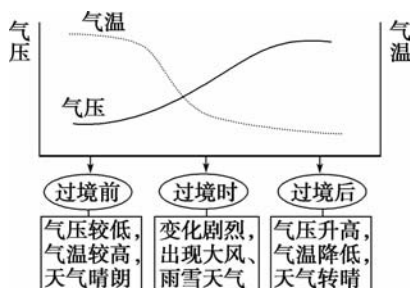 气压
气温
气温
气压
过境前
过境时
过境后
气压较低，
气温较高，
天气晴朗
变化剧烈，
出现大风、
雨雪天气
气压升高，
气温降低，
天气转晴